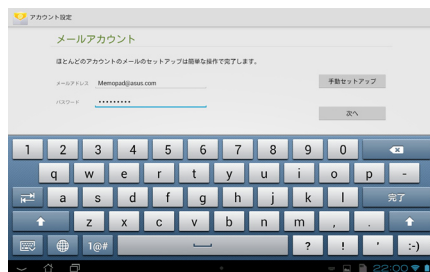 アカウント設定
メールアカウント
ほとんどのアカウントのメールのセットアップは簡単な操作で完了します。
メールアドレス Memopad@asus.com 手動セットアップ
パスワード •••••••••
次へ
1 2 3 4 5 6 7 8 9 0
q w e r t y u i o p -
a s d f g h j k l 完了
z x c v b n m , .
1@# ? ! ' :-)
22:00